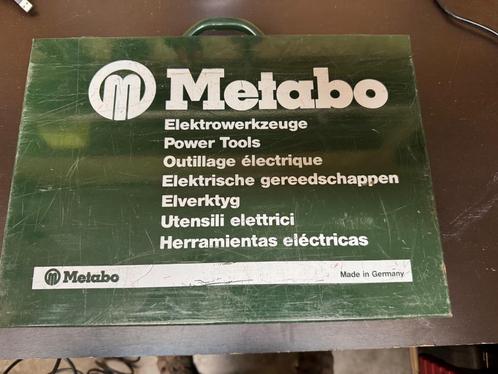 Metabo
Elektrowerkzeuge
Power Tools
Outillage électrique
Elektrische gereedschappen
Elverktyg
Utensili elettrici
Herramientas eléctricas
Metabo Made in Germany